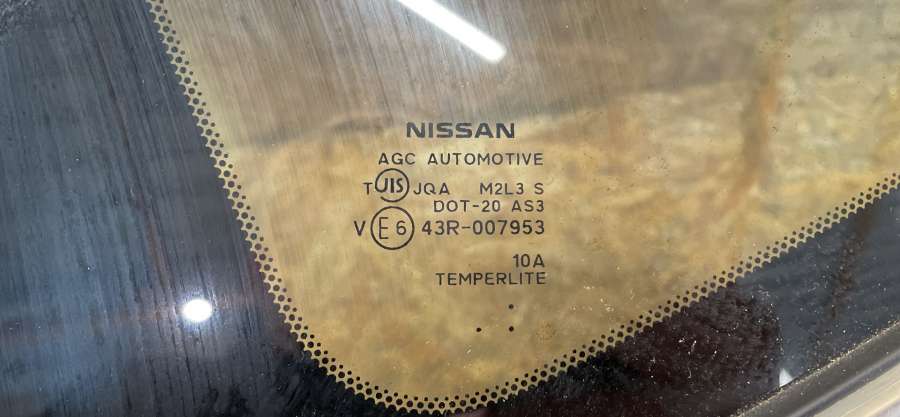 NISSAN
AGC AUTOMOTIVE
T JIS JQA M2L3 S
DOT-20 AS3
V E6 43R-007953
10A
TEMPERLITE